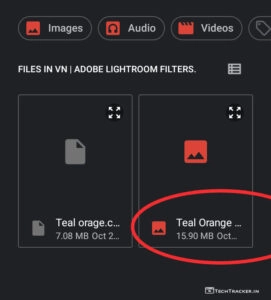 Images
Audio
Videos
FILES IN VN | ADOBE LIGHTROOM FILTERS.
Teal orage.c...
7.08 MB Oct 2...
Teal Orange ...
15.90 MB Oct...
TECHTRACKER.IN